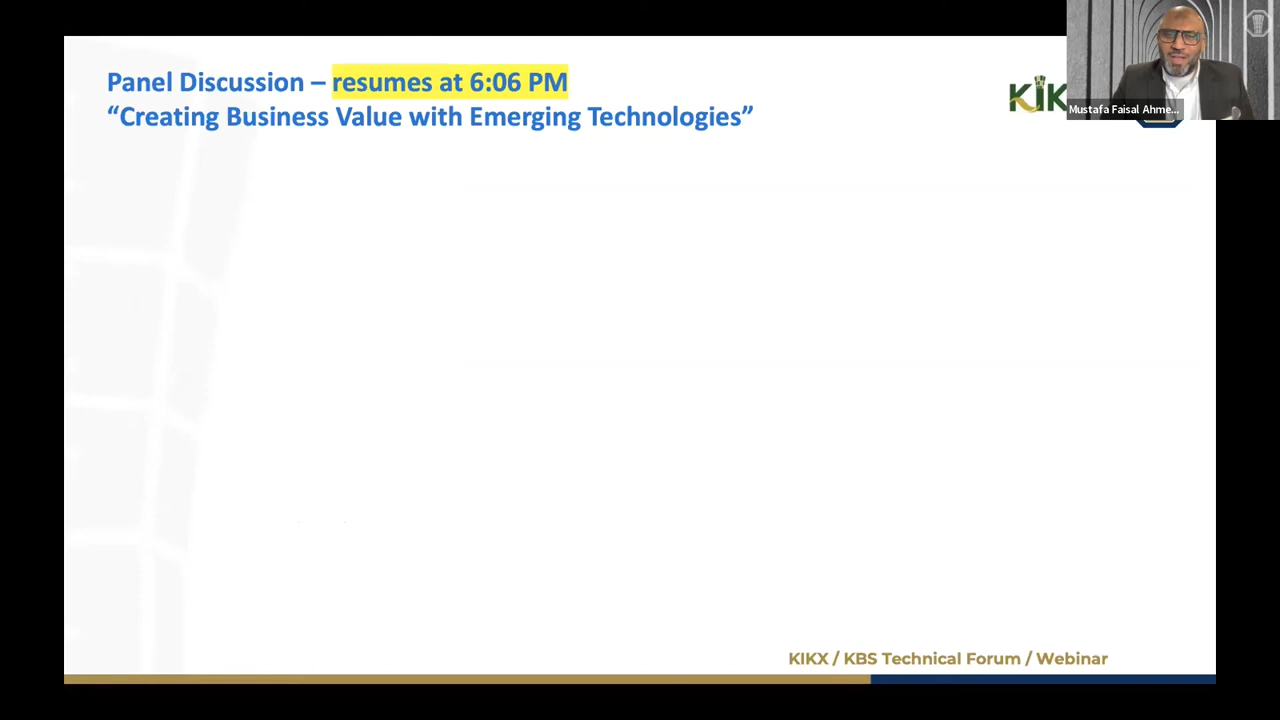 Panel Discussion – resumes at 6:06 PM
“Creating Business Value with Emerging Technologies”
KIK
Mustafa Faisal Ahme...
KIKX / KBS Technical Forum / Webinar